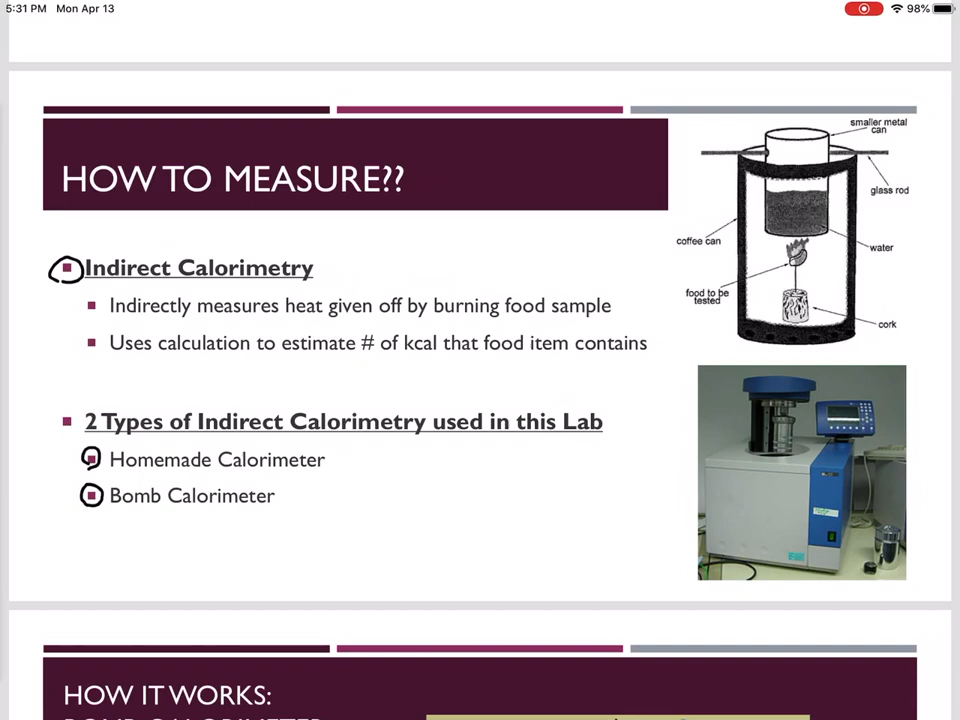 5:31 PM Mon Apr 13
98%
HOW TO MEASURE??
Indirect Calorimetry
Indirectly measures heat given off by burning food sample
Uses calculation to estimate # of kcal that food item contains
2 Types of Indirect Calorimetry used in this Lab
Homemade Calorimeter
Bomb Calorimeter
smaller metal
can
glass rod
coffee can
water
food to be
tested
cork
HOW IT WORKS: